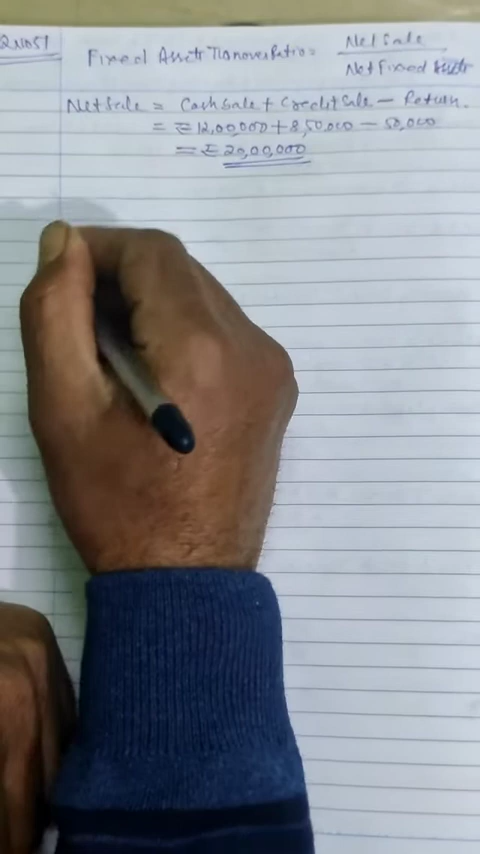 QNO51
Fixed Assets Turnover Ratio = Net Sale / Net Fixed Assets
Net Sale = Cash Sale + Credit Sale - Return
= ₹ 12,00,000 + 8,50,000 - 50,000
= ₹ 20,00,000